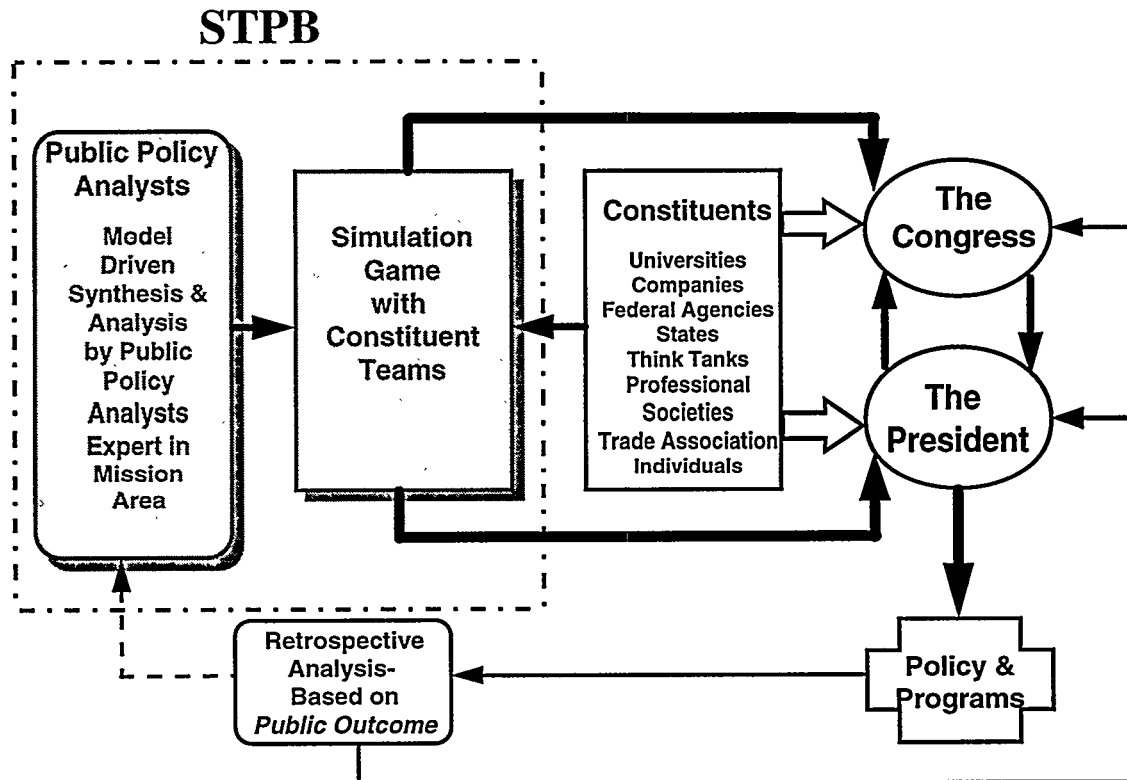 STPB
Public Policy
Analysts
Model
Driven
Synthesis &
Analysis
by Public
Policy
Analysts
Expert in
Mission
Area
Simulation
Game
with
Constituent
Teams
Constituents
Universities
Companies
Federal Agencies
States
Think Tanks
Professional
Societies
Trade Association
Individuals
The
Congress
The
President
Policy &
Programs
Retrospective
Analysis-
Based on
Public Outcome